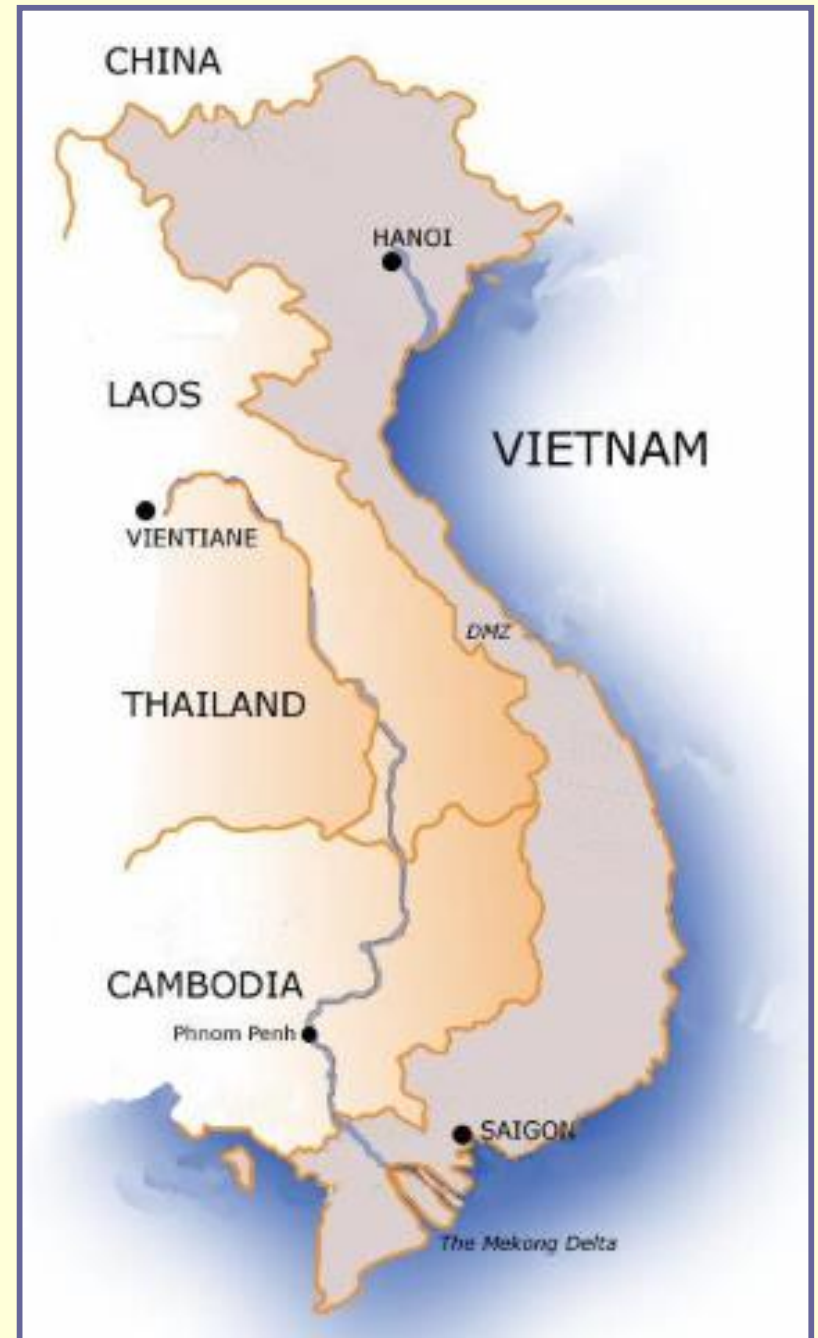 CHINA
HANOI
LAOS
VIETNAM
VIENTIANE
DMZ
THAILAND
CAMBODIA
Phnom Penh
SAIGON
The Mekong Delta